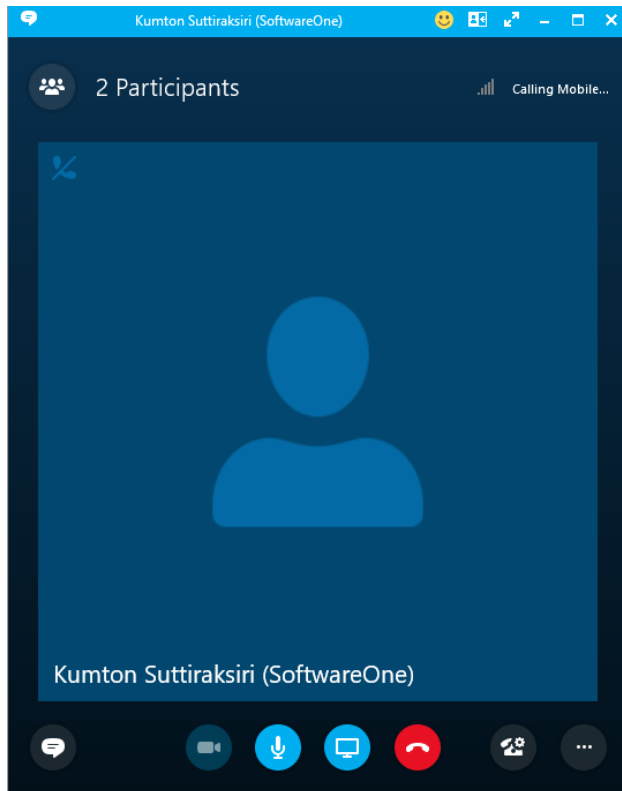 Kumton Suttiraksiri (SoftwareOne)
2 Participants
Calling Mobile...
Kumton Suttiraksiri (SoftwareOne)